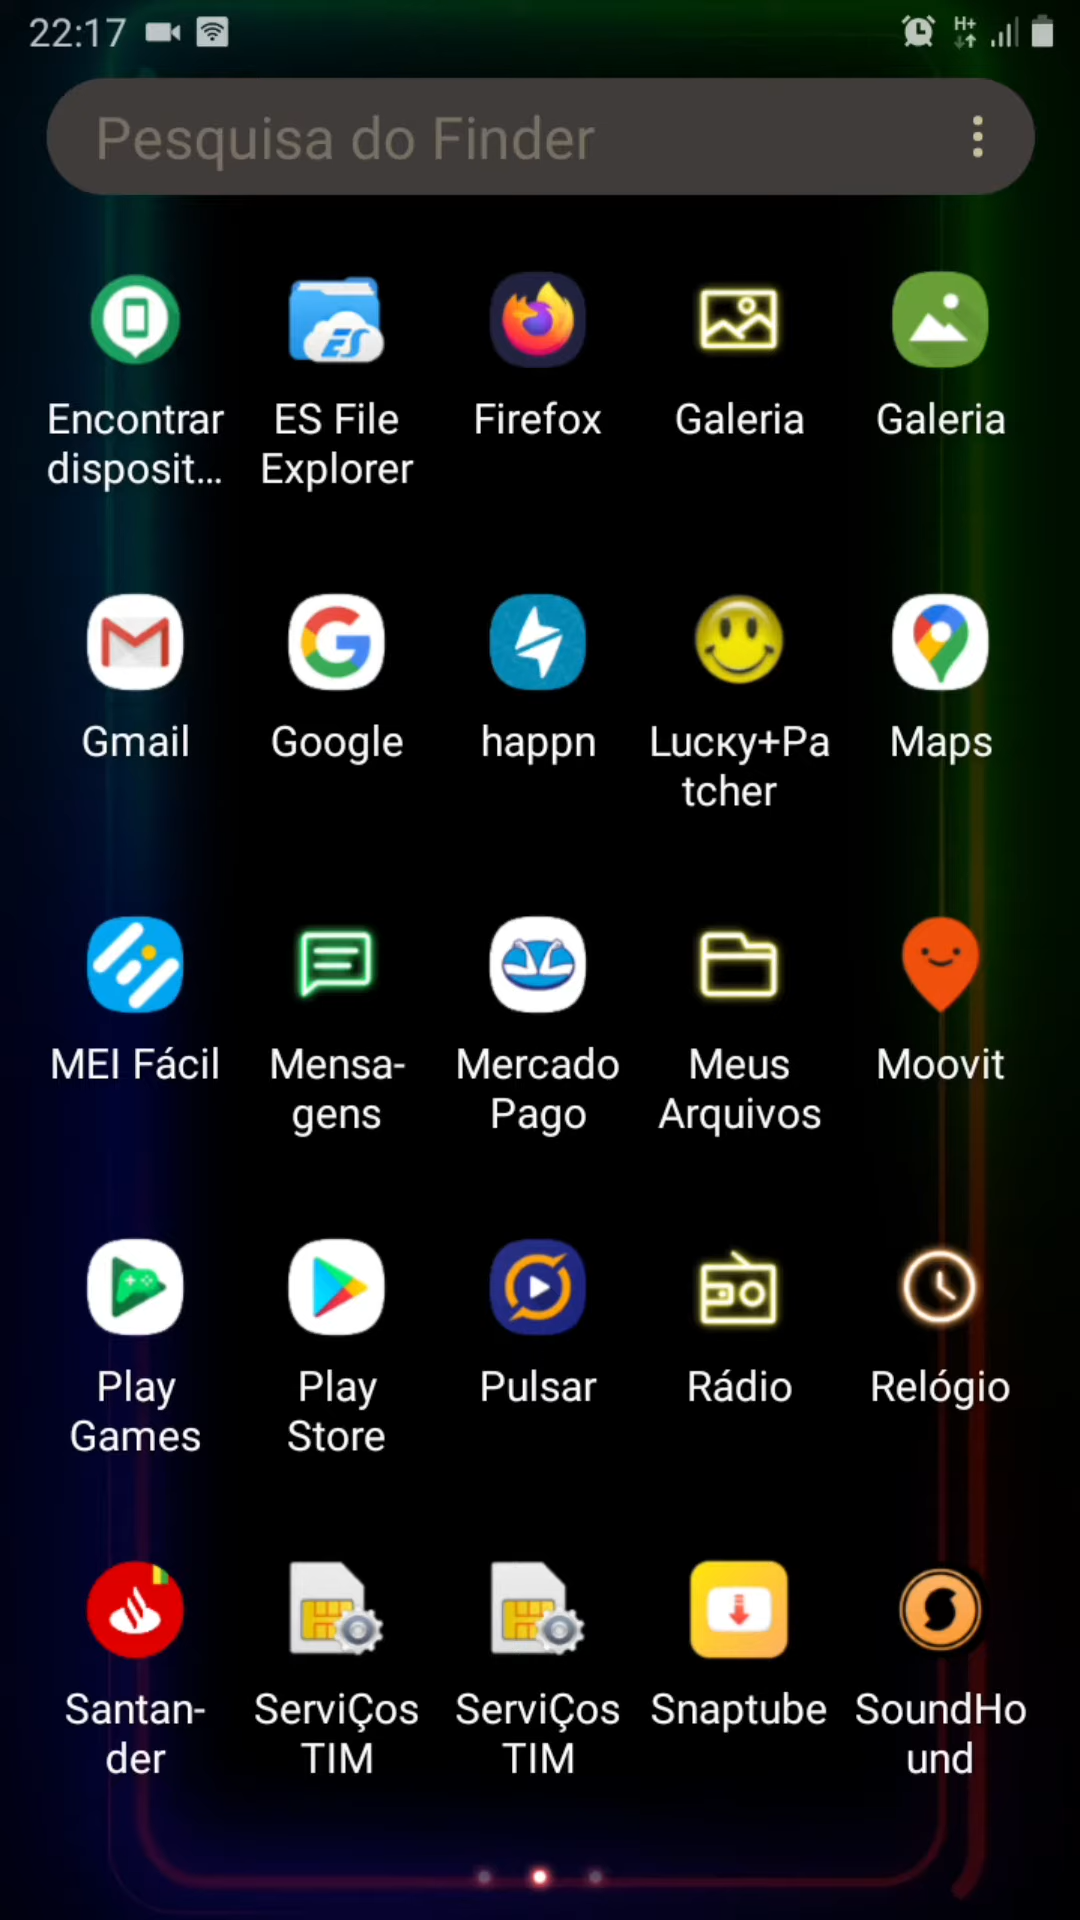 22:17 H+
Pesquisa do Finder
Encontrar
disposit...
ES File
Explorer
Firefox
Galeria
Galeria
Gmail
Google
happn
Lucкy+Pa
tcher
Maps
MEI Fácil
Mensa-
gens
Mercado
Pago
Meus
Arquivos
Moovit
Play
Games
Play
Store
Pulsar
Rádio
Relógio
Santan-
der
ServiÇos
TIM
ServiÇos
TIM
Snaptube
SoundHo
und